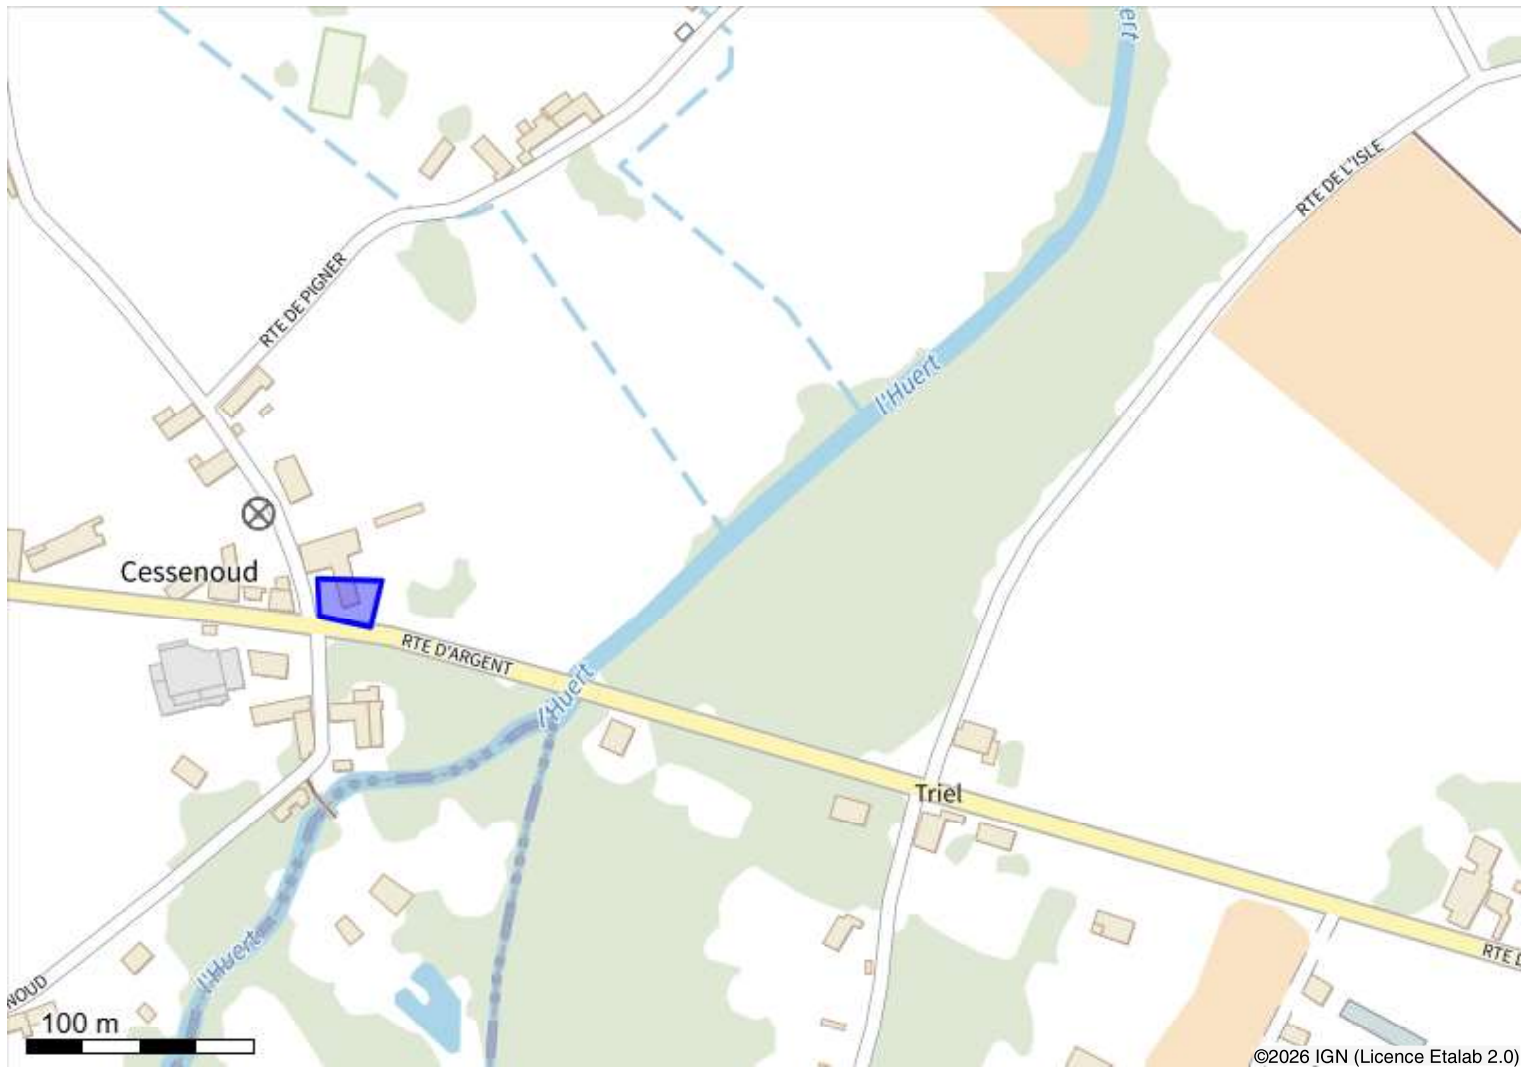 ert
RTE DE L'ISLE
RTE DE PIGNER
l'Huert
Cessenoud
RTE D'ARGENT
l'Huert
Triel
l'Huert
RTE D
NOUD
100 m
©2026 IGN (Licence Etalab 2.0)